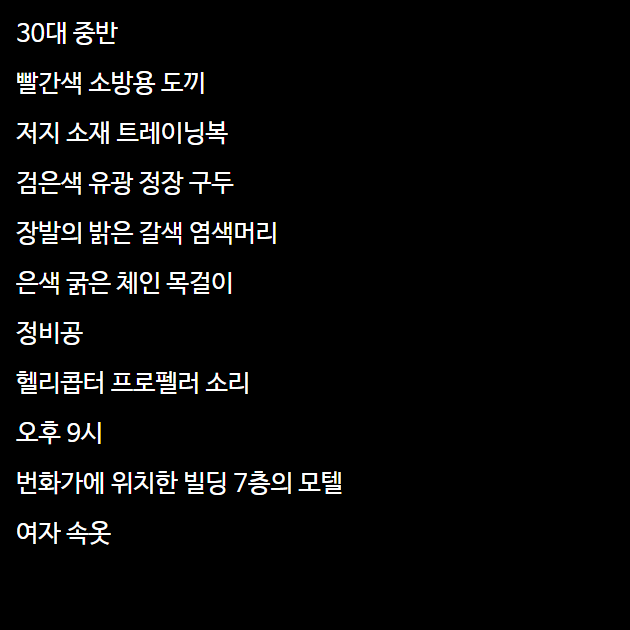 30대 중반
빨간색 소방용 도끼
저지 소재 트레이닝복
검은색 유광 정장 구두
장발의 밝은 갈색 염색머리
은색 굵은 체인 목걸이
정비공
헬리콥터 프로펠러 소리
오후 9시
번화가에 위치한 빌딩 7층의 모텔
여자 속옷